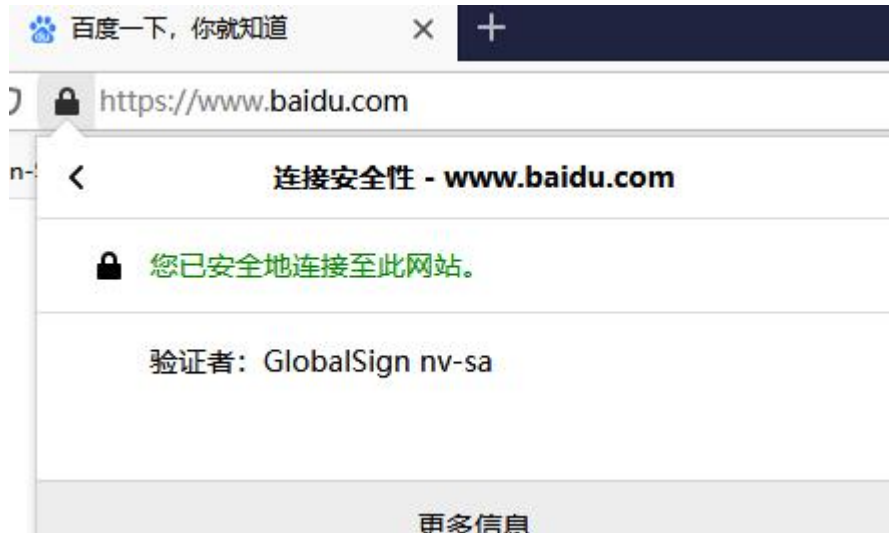 百度一下，你就知道
https://www.baidu.com
n-S
连接安全性 - www.baidu.com
您已安全地连接至此网站。
验证者：GlobalSign nv-sa
更多信息